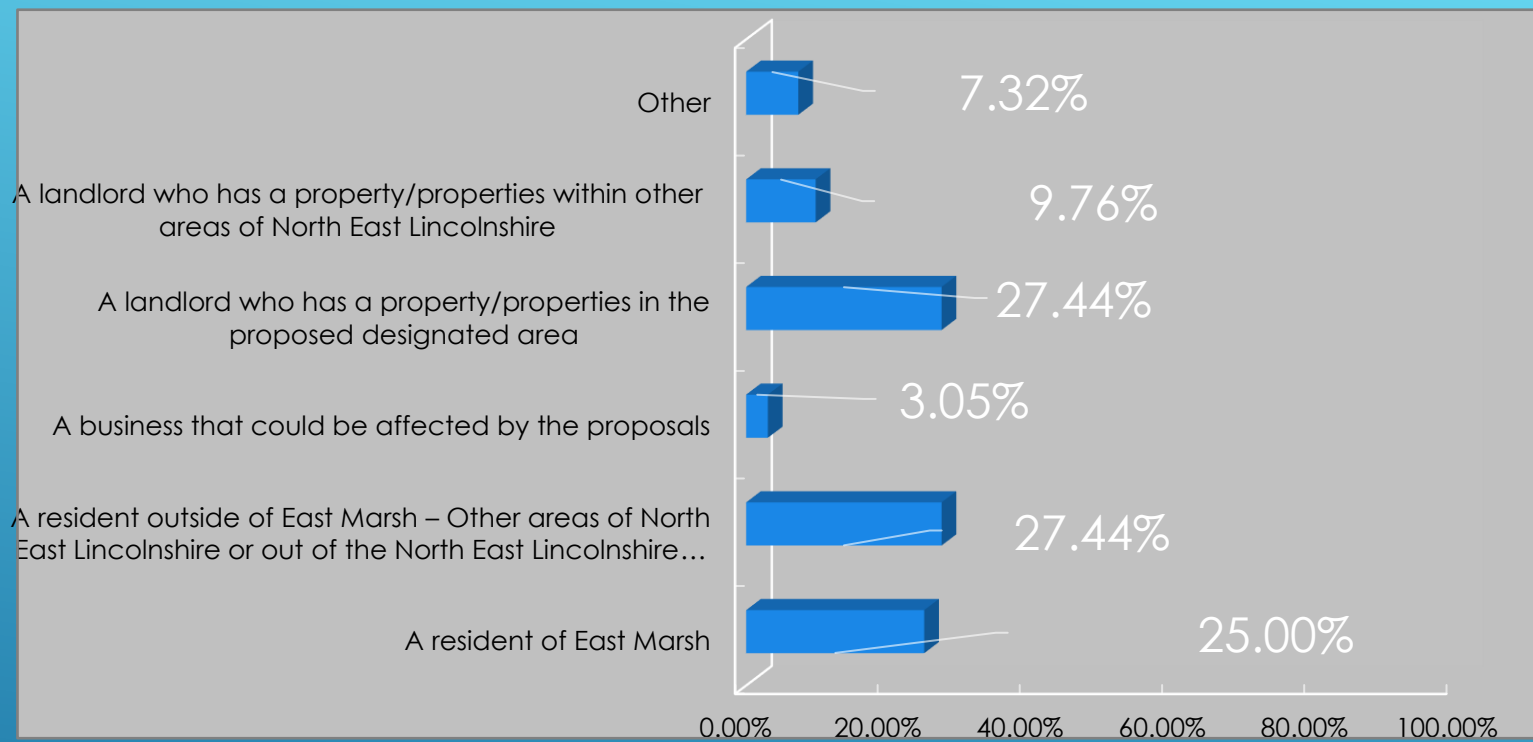 Other
7.32%
A landlord who has a property/properties within other
areas of North East Lincolnshire
9.76%
A landlord who has a property/properties in the
proposed designated area
27.44%
A business that could be affected by the proposals
3.05%
A resident outside of East Marsh – Other areas of North
East Lincolnshire or out of the North East Lincolnshire…
27.44%
A resident of East Marsh
25.00%
0.00% 20.00% 40.00% 60.00% 80.00% 100.00%